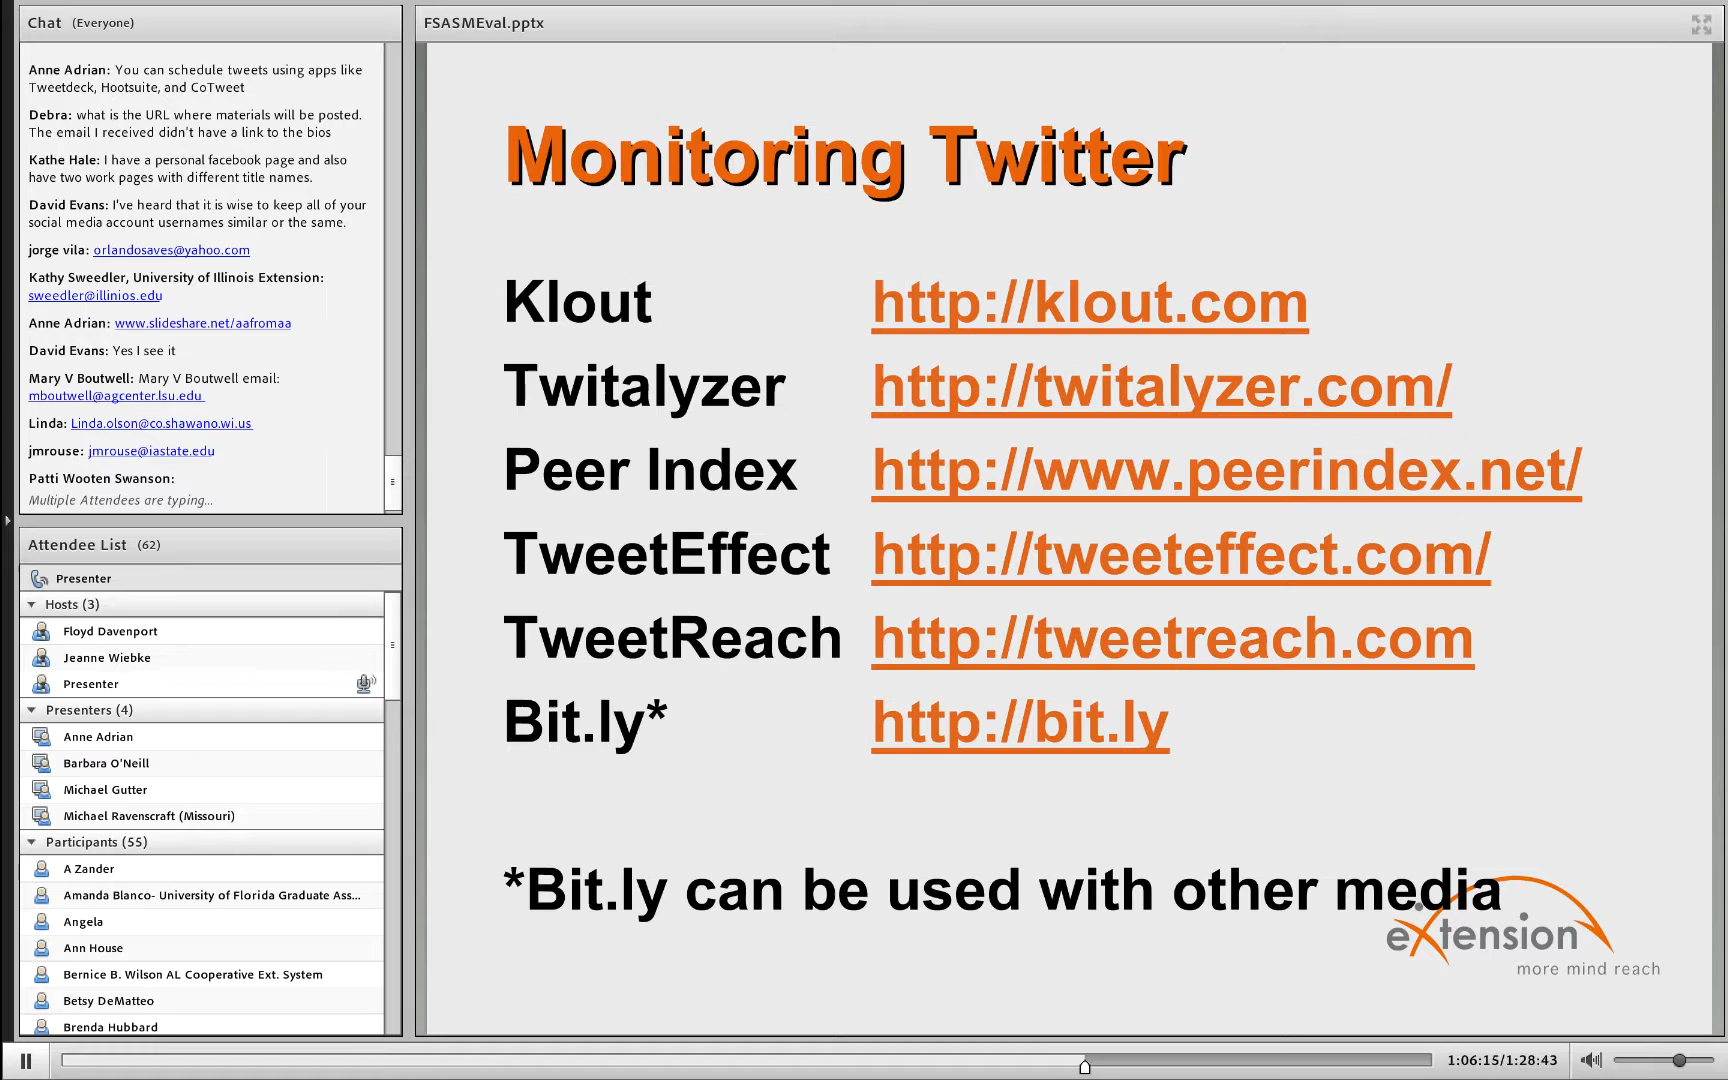 Chat (Everyone)
Anne Adrian: You can schedule tweets using apps like
Tweetdeck, Hootsuite, and CoTweet
Debra: what is the URL where materials will be posted.
The email I received didn't have a link to the bios
Kathe Hale: I have a personal facebook page and also
have two work pages with different title names.
David Evans: I've heard that it is wise to keep all of your
social media account usernames similar or the same.
jorge vila: orlandosaves@yahoo.com
Kathy Sweedler, University of Illinois Extension:
sweedler@illinios.edu
Anne Adrian: www.slideshare.net/aafromaa
David Evans: Yes I see it
Mary V Boutwell: Mary V Boutwell email:
mboutwell@agcenter.lsu.edu
Linda: Linda.olson@co.shawano.wi.us
jmrouse: jmrouse@iastate.edu
Patti Wooten Swanson:
Multiple Attendees are typing...
Attendee List (62)
Presenter
Hosts (3)
Floyd Davenport
Jeanne Wiebke
Presenter
Presenters (4)
Anne Adrian
Barbara O'Neill
Michael Gutter
Michael Ravenscraft (Missouri)
Participants (55)
A Zander
Amanda Blanco- University of Florida Graduate Ass...
Angela
Ann House
Bernice B. Wilson AL Cooperative Ext. System
Betsy DeMatteo
Brenda Hubbard
FSASMEval.pptx
Monitoring Twitter
Klout http://klout.com
Twitalyzer http://twitalyzer.com/
Peer Index http://www.peerindex.net/
TweetEffect http://tweeteffect.com/
TweetReach http://tweetreach.com
Bit.ly* http://bit.ly
*Bit.ly can be used with other media
eXtension
more mind reach
1:06:15/1:28:43